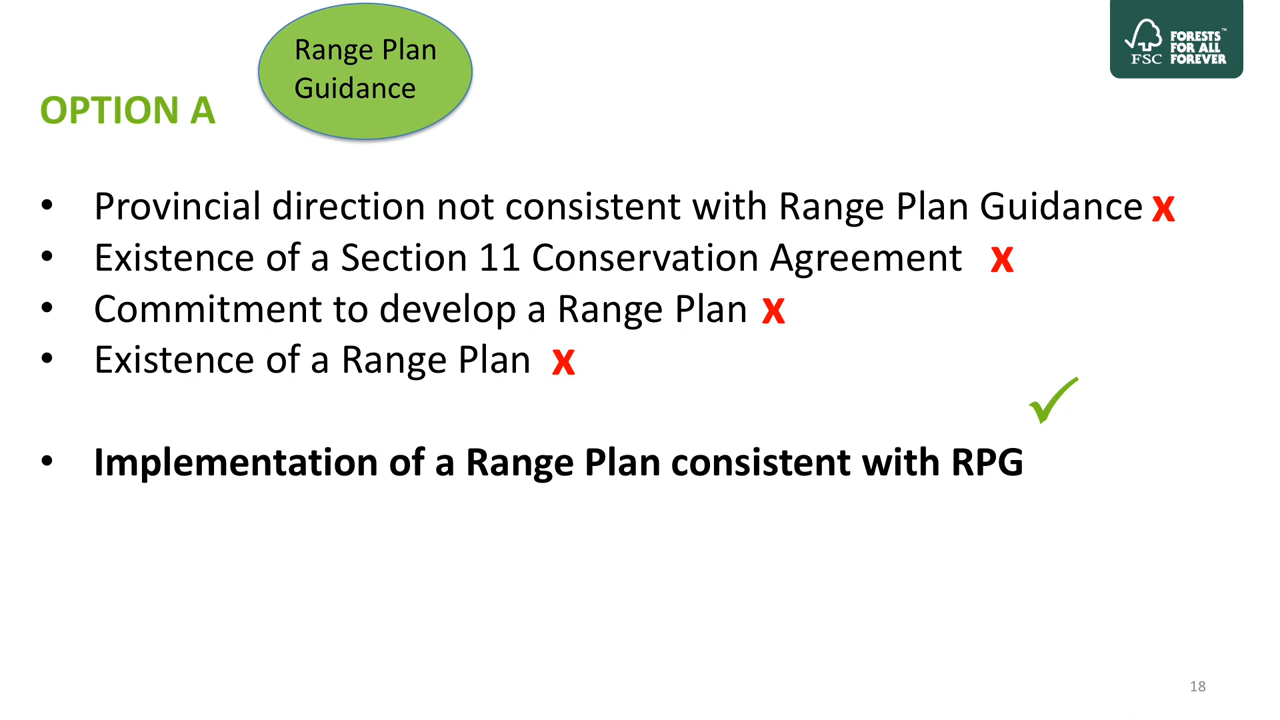 Range Plan
Guidance
FORESTS™
FOR ALL
FOREVER
FSC
OPTION A
• Provincial direction not consistent with Range Plan Guidance x
• Existence of a Section 11 Conservation Agreement x
• Commitment to develop a Range Plan x
• Existence of a Range Plan x
✓
• Implementation of a Range Plan consistent with RPG
18